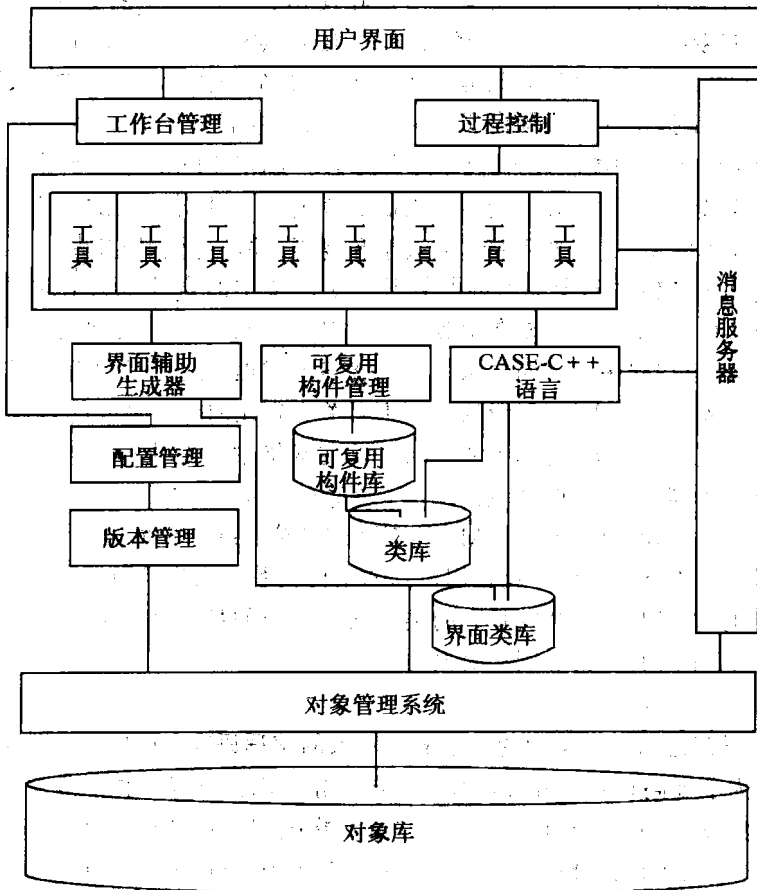 用户界面
工作台管理
过程控制
工具
工具
工具
工具
工具
工具
工具
工具
消息服务器
界面辅助
生成器
可复用
构件管理
CASE-C++
语言
配置管理
可复用
构件库
版本管理
类库
界面类库
对象管理系统
对象库